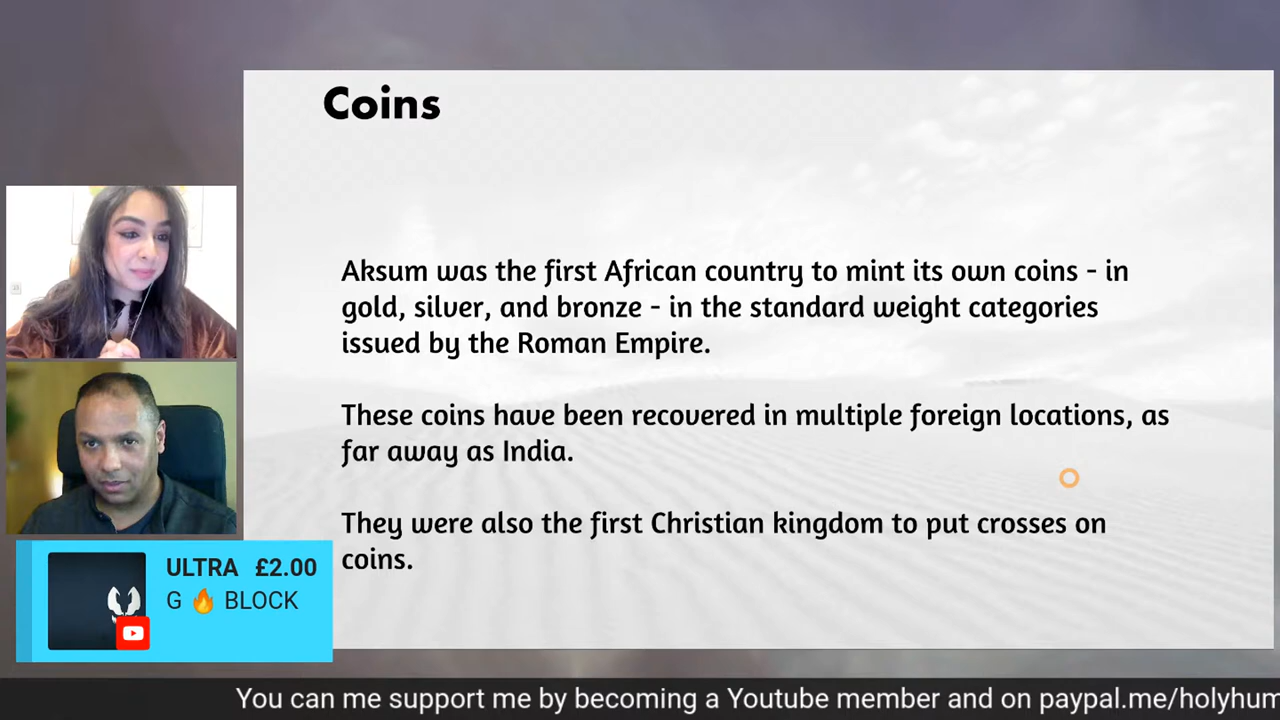 Coins
Aksum was the first African country to mint its own coins - in
gold, silver, and bronze - in the standard weight categories
issued by the Roman Empire.
These coins have been recovered in multiple foreign locations, as
far away as India.
They were also the first Christian kingdom to put crosses on
coins.
ULTRA £2.00
G 🔥 BLOCK
You can me support me by becoming a Youtube member and on paypal.me/holyhum